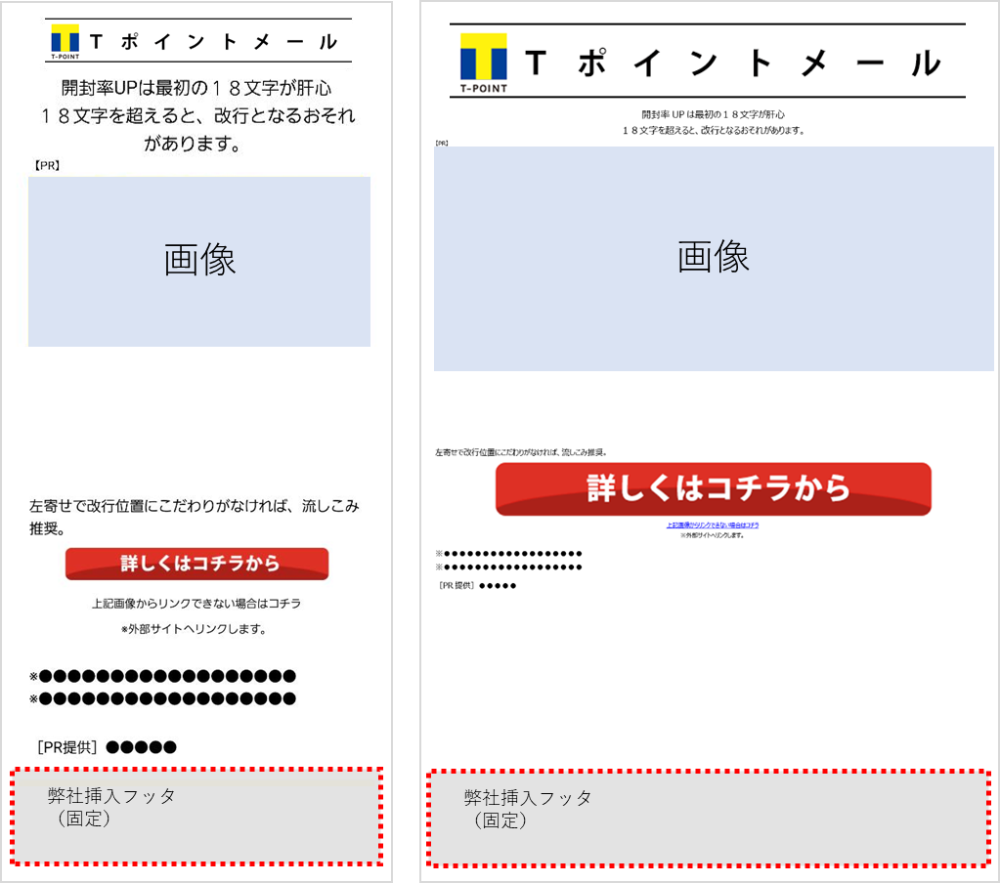 T-POINT
Tポイントメール
開封率UPは最初の１８文字が肝心
１８文字を超えると、改行となるおそれ
があります。
【PR】
画像
左寄せで改行位置にこだわりがなければ、流しこみ
推奨。
詳しくはコチラから
上記画像からリンクできない場合はコチラ
※外部サイトへリンクします。
※●●●●●●●●●●●●●●●●●●
※●●●●●●●●●●●●●●●●●●
［PR提供］●●●●●
弊社挿入フッタ
（固定）
T-POINT
Tポイントメール
開封率 UP は最初の１８文字が肝心
１８文字を超えると、改行となるおそれがあります。
【PR】
画像
左寄せで改行位置にこだわりがなければ、流しこみ推奨。
詳しくはコチラから
上記画像からリンクできない場合はコチラ
※外部サイトへリンクします。
※●●●●●●●●●●●●●●●●●●
※●●●●●●●●●●●●●●●●●●
［PR 提供］●●●●●
弊社挿入フッタ
（固定）